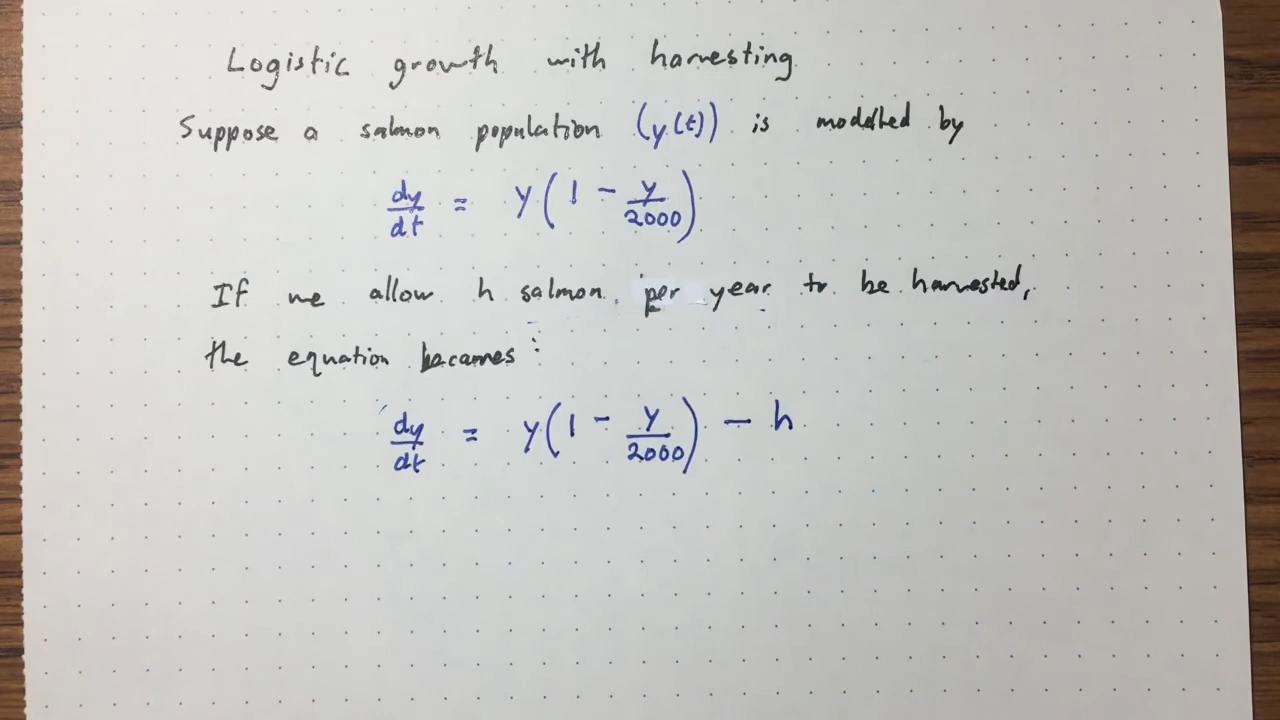 Logistic growth with harvesting
Suppose a salmon population (y(t)) is modelled by
dy/dt = y(1 - y/2000)
If we allow h salmon per year to be harvested,
the equation becomes:
dy/dt = y(1 - y/2000) - h